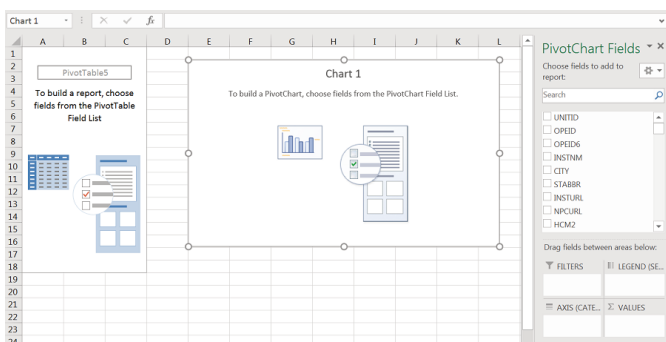 Chart 1
fx
A B C D E F G H I J K L
1
2
3
4
5
6
7
8
9
10
11
12
13
14
15
16
17
18
19
20
21
22
23
24
PivotTable5
To build a report, choose
fields from the PivotTable
Field List
Chart 1
To build a PivotChart, choose fields from the PivotChart Field List.
PivotChart Fields
Choose fields to add to
report:
Search
UNITID
OPEID
OPEID6
INSTNM
CITY
STABBR
INSTURL
NPCURL
HCM2
Drag fields between areas below:
FILTERS
LEGEND (SE...
AXIS (CATE...
Σ VALUES